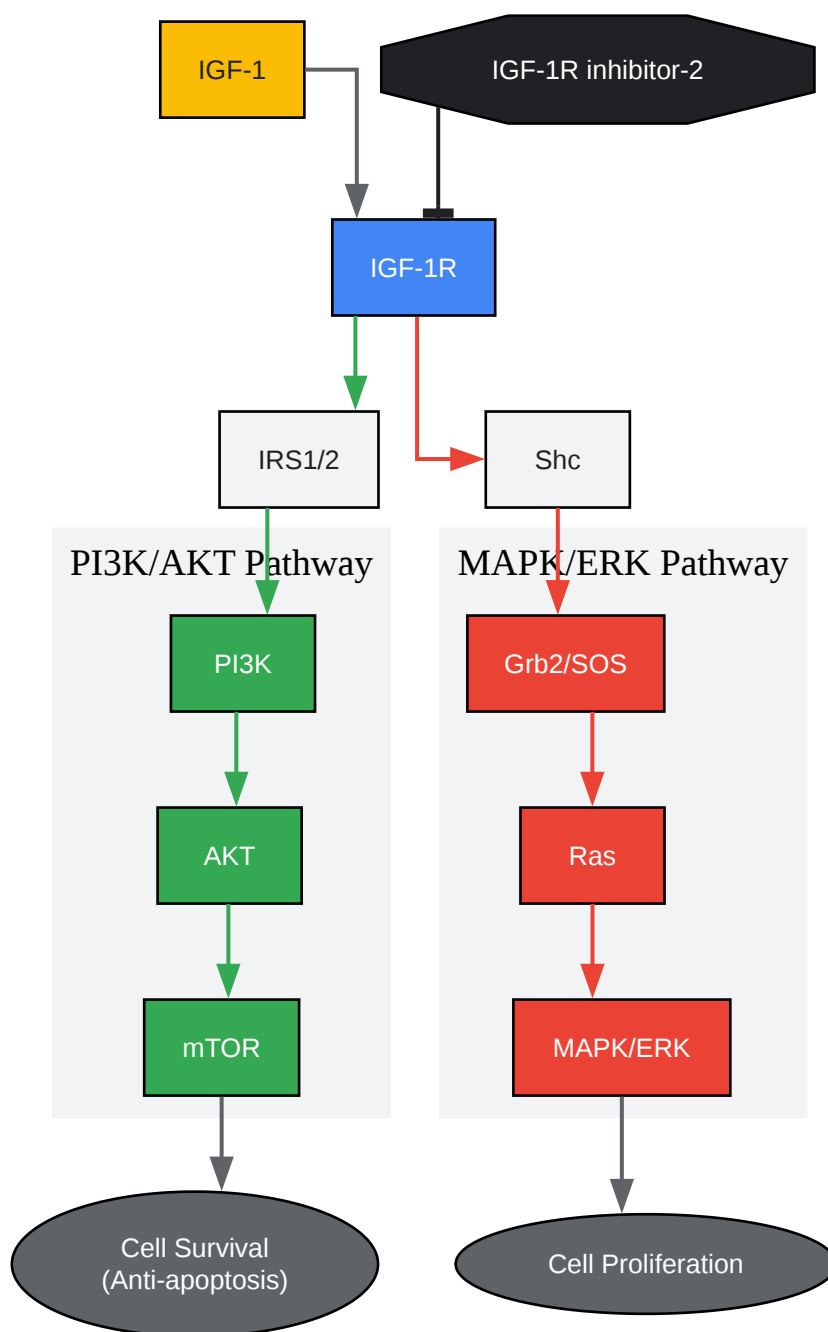 IGF-1
IGF-1R inhibitor-2
IGF-1R
IRS1/2
Shc
PI3K/AKT Pathway
MAPK/ERK Pathway
PI3K
Grb2/SOS
AKT
Ras
mTOR
MAPK/ERK
Cell Survival
(Anti-apoptosis)
Cell Proliferation